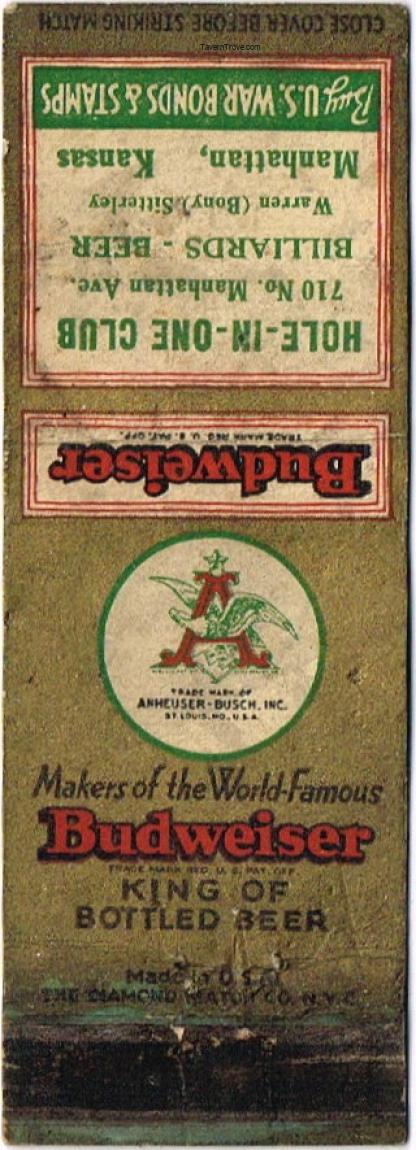 CLOSE COVER BEFORE STRIKING MATCH
TavernTrove.com
HOLE-IN-ONE CLUB
710 No. Manhattan Ave.
BILLIARDS - BEER
Warren (Bony) Sitterley
Manhattan, Kansas
Buy U.S. WAR BONDS & STAMPS
Budweiser
TRADE MARK REG. U. S. PAT. OFF.
A
TRADE MARK OF
ANHEUSER-BUSCH, INC.
ST. LOUIS, MO., U.S.A.
Makers of the World-Famous
Budweiser
TRADE MARK REG. U. S. PAT. OFF.
KING OF
BOTTLED BEER
Made in U S A
THE DIAMOND MATCH CO. N.Y.C.